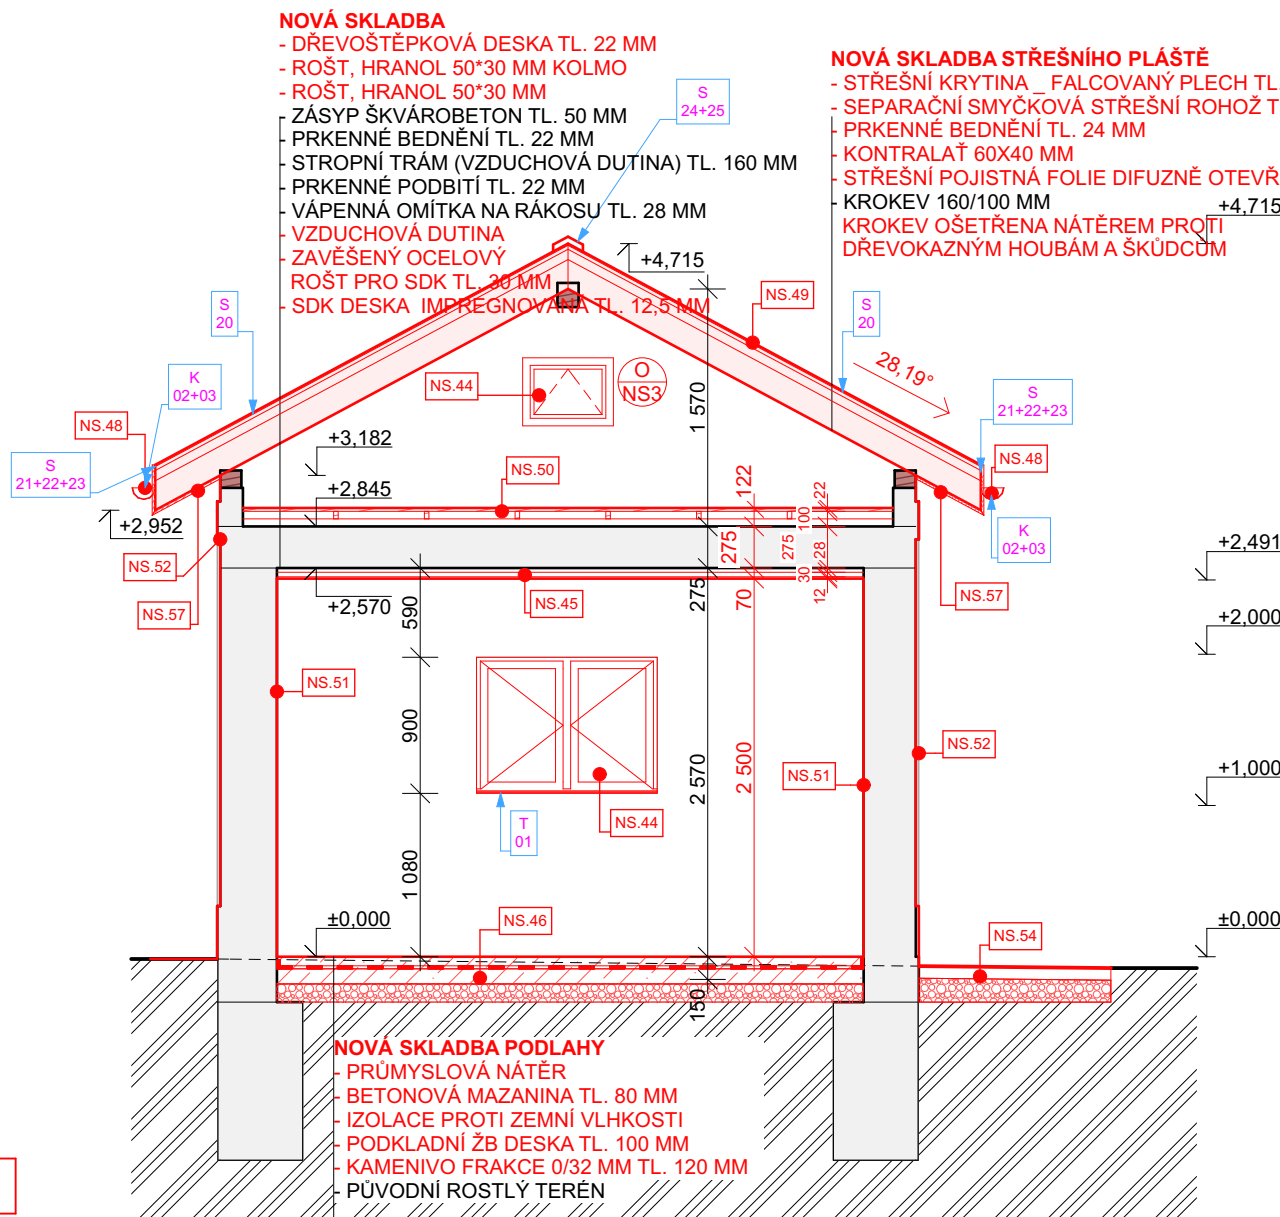 NOVÁ SKLADBA
- DŘEVOŠTĚPKOVÁ DESKA TL. 22 MM
- ROŠT, HRANOL 50*30 MM KOLMO
- ROŠT, HRANOL 50*30 MM
- ZÁSYP ŠKVÁROBETON TL. 50 MM
- PRKENNÉ BEDNĚNÍ TL. 22 MM
- STROPNÍ TRÁM (VZDUCHOVÁ DUTINA) TL. 160 MM
- PRKENNÉ PODBITÍ TL. 22 MM
- VÁPENNÁ OMÍTKA NA RÁKOSU TL. 28 MM
- VZDUCHOVÁ DUTINA
- ZAVĚŠENÝ OCELOVÝ
ROŠT PRO SDK TL. 30 MM
- SDK DESKA IMPREGNOVANÁ TL. 12,5 MM
NOVÁ SKLADBA STŘEŠNÍHO PLÁŠTĚ
- STŘEŠNÍ KRYTINA _ FALCOVANÝ PLECH TL.
- SEPARAČNÍ SMYČKOVÁ STŘEŠNÍ ROHOŽ T
- PRKENNÉ BEDNĚNÍ TL. 24 MM
- KONTRALAŤ 60X40 MM
- STŘEŠNÍ POJISTNÁ FOLIE DIFUZNĚ OTEVŘ
- KROKEV 160/100 MM
KROKEV OŠETŘENA NÁTĚREM PROTI
DŘEVOKAZNÝM HOUBÁM A ŠKŮDCŮM
S
24+25
+4,715
+4,715
NS.49
S
20
S
20
28,19°
K
02+03
NS.44
O
NS3
1 570
S
21+22+23
NS.48
S
21+22+23
+3,182
NS.48
NS.50
+2,845
122
22
100
+2,952
K
02+03
275
275
28
+2,491
NS.52
NS.57
+2,570
590
NS.45
275
70
30
12
NS.57
+2,000
NS.51
900
2 570
2 500
NS.52
NS.51
+1,000
NS.44
T
01
1 080
±0,000
NS.46
±0,000
NS.54
150
NOVÁ SKLADBA PODLAHY
- PRŮMYSLOVÁ NÁTĚR
- BETONOVÁ MAZANINA TL. 80 MM
- IZOLACE PROTI ZEMNÍ VLHKOSTI
- PODKLADNÍ ŽB DESKA TL. 100 MM
- KAMENIVO FRAKCE 0/32 MM TL. 120 MM
- PŮVODNÍ ROSTLÝ TERÉN